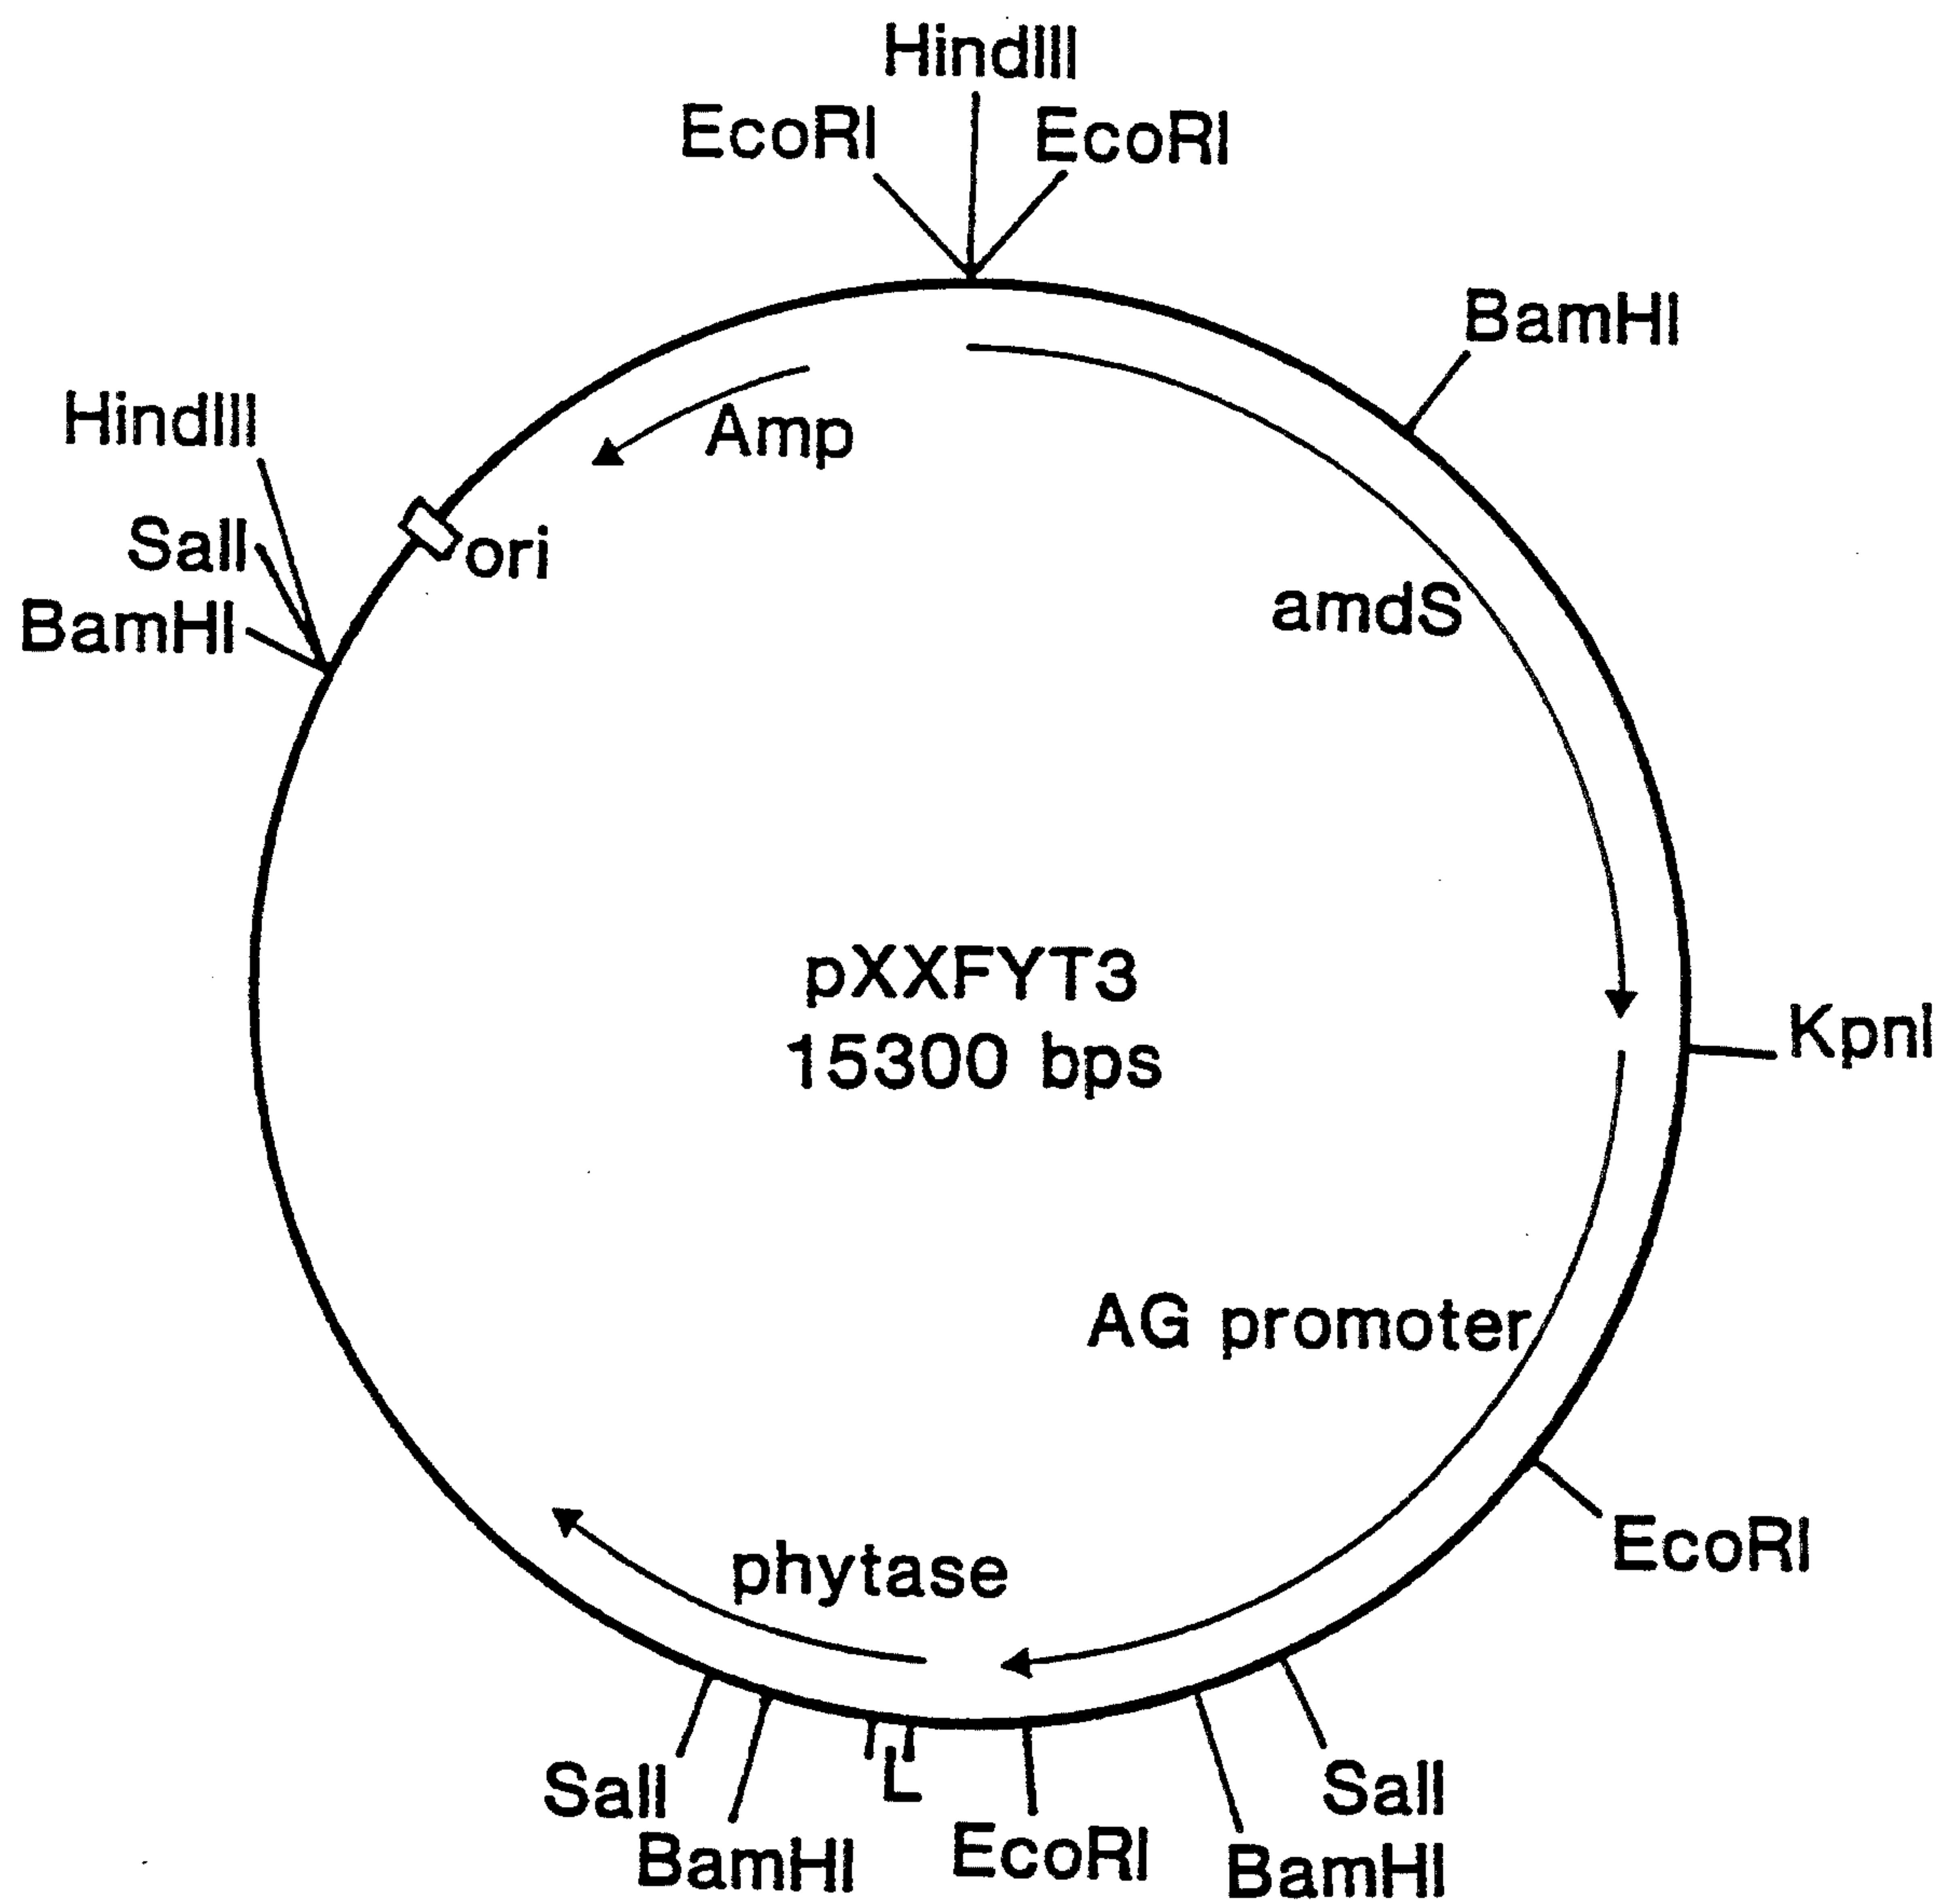 HindIII
EcoRI
EcoRI
BamHI
HindIII
Amp
SalI
ori
BamHI
amdS
pXXFYT3
15300 bps
KpnI
AG promoter
EcoRI
phytase
SalI
L
SalI
BamHI
EcoRI
BamHI